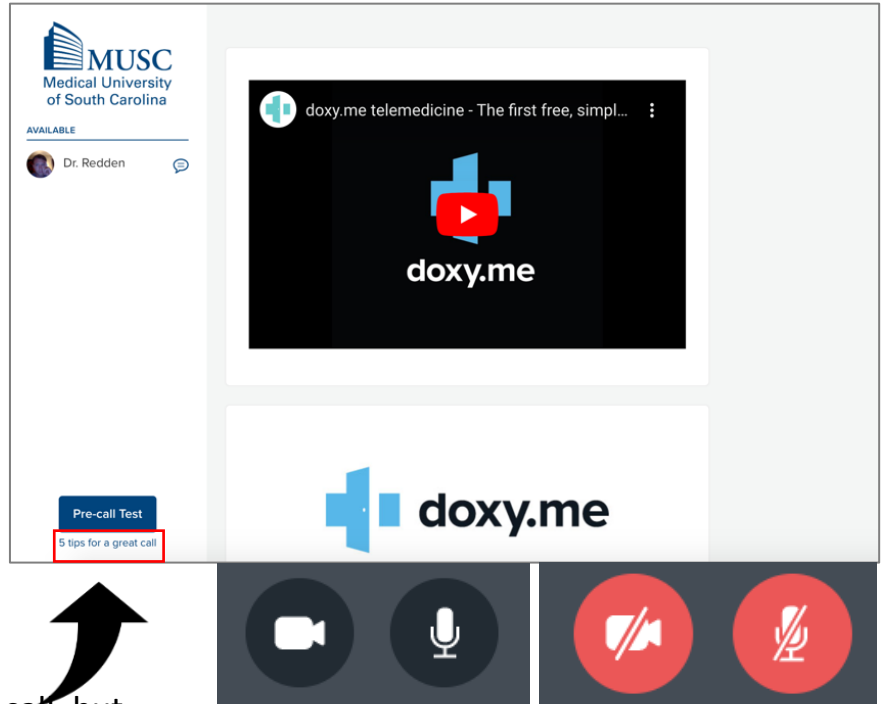 MUSC
Medical University
of South Carolina
AVAILABLE
Dr. Redden
doxy.me telemedicine - The first free, simpl...
doxy.me
doxy.me
Pre-call Test
5 tips for a great call
but